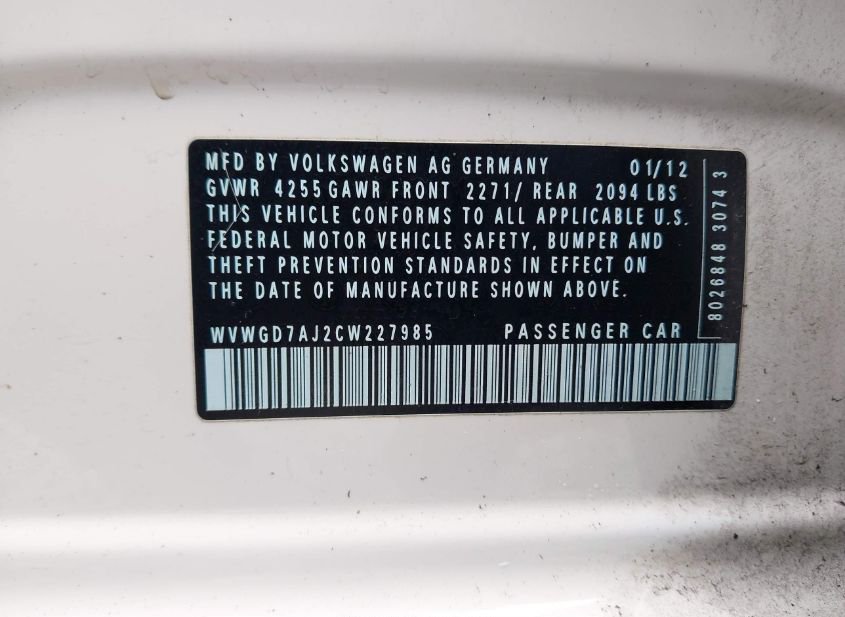 MFD BY VOLKSWAGEN AG GERMANY 01/12
GVWR 4255 GAWR FRONT 2271/ REAR 2094 LBS
THIS VEHICLE CONFORMS TO ALL APPLICABLE U.S.
FEDERAL MOTOR VEHICLE SAFETY, BUMPER AND
THEFT PREVENTION STANDARDS IN EFFECT ON
THE DATE OF MANUFACTURE SHOWN ABOVE.
WVWGD7AJ2CW227985 PASSENGER CAR
8026848 3074 3